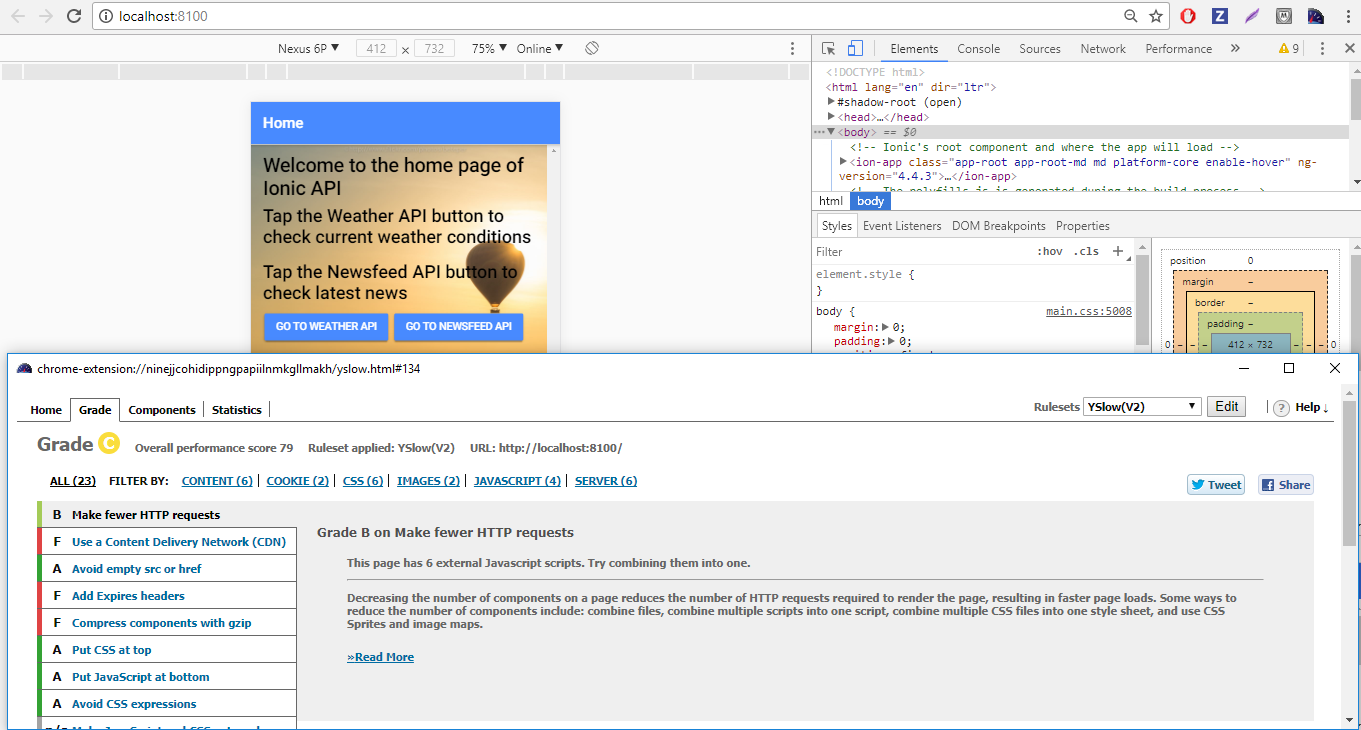 localhost:8100
Nexus 6P ▼ 412 × 732 75% ▼ Online ▼
Elements Console Sources Network Performance » 9
Home
Welcome to the home page of
Ionic API
Tap the Weather API button to
check current weather conditions
Tap the Newsfeed API button to
check latest news
GO TO WEATHER API GO TO NEWSFEED API
<!DOCTYPE html>
<html lang="en" dir="ltr">
▶#shadow-root (open)
▶<head>…</head>
•••▼<body> == $0
<!-- Ionic's root component and where the app will load -->
▶<ion-app class="app-root app-root-md md platform-core enable-hover" ng-
version="4.4.3">…</ion-app>
<!-- The polyfills js is generated during the build process -->
html body
Styles Event Listeners DOM Breakpoints Properties
Filter :hov .cls +
element.style {
}
body { main.css:5008
margin:▶ 0;
padding:▶ 0;
position 0
margin –
border –
padding –
0 – – – 412 × 732 – – – 0
chrome-extension://ninejjcohidippngpapiilnmkgllmakh/yslow.html#134
Home Grade Components Statistics
Rulesets YSlow(V2) ▼ Edit ? Help ↓
Grade C Overall performance score 79 Ruleset applied: YSlow(V2) URL: http://localhost:8100/
ALL (23) FILTER BY: CONTENT (6) | COOKIE (2) | CSS (6) | IMAGES (2) | JAVASCRIPT (4) | SERVER (6)
Tweet Share
B Make fewer HTTP requests
F Use a Content Delivery Network (CDN)
A Avoid empty src or href
F Add Expires headers
F Compress components with gzip
A Put CSS at top
A Put JavaScript at bottom
A Avoid CSS expressions
Grade B on Make fewer HTTP requests
This page has 6 external Javascript scripts. Try combining them into one.
Decreasing the number of components on a page reduces the number of HTTP requests required to render the page, resulting in faster page loads. Some ways to
reduce the number of components include: combine files, combine multiple scripts into one script, combine multiple CSS files into one style sheet, and use CSS
Sprites and image maps.
»Read More